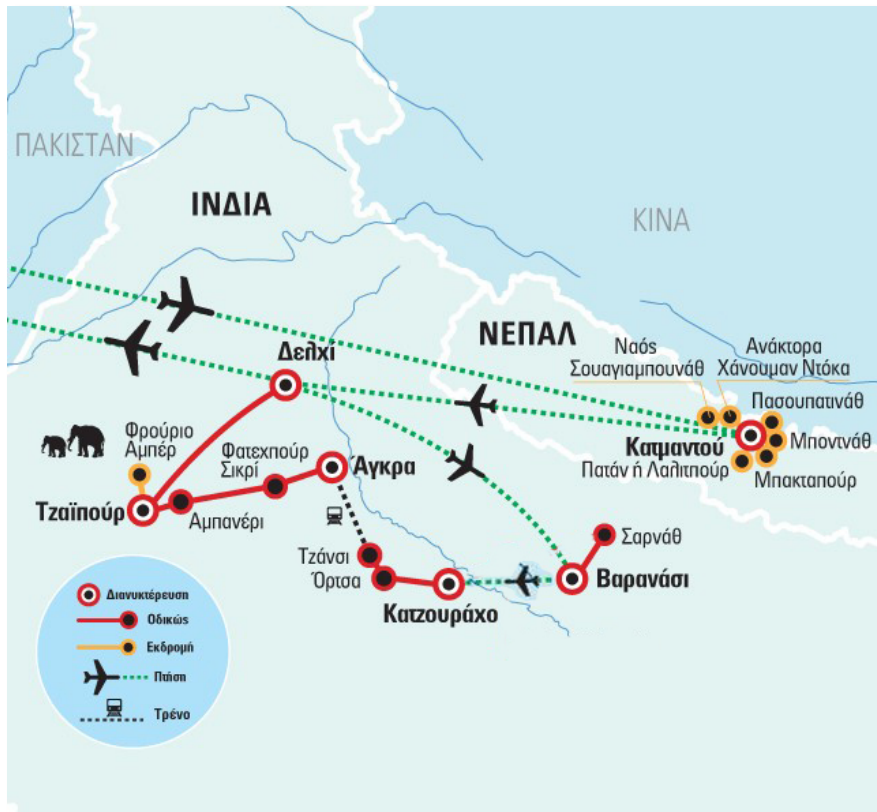 ΠΑΚΙΣΤΑΝ
ΙΝΔΙΑ
ΚΙΝΑ
ΝΕΠΑΛ
Ναός
Σουαγιαμπουνάθ
Ανάκτορα
Χάνουμαν Ντόκα
Πασουπατινάθ
Κατμαντού
Μποντνάθ
Πατάν ή Λαλιτπούρ
Μπακταπούρ
Δελχί
Φρούριο
Αμπέρ
Φατεχπούρ
Σικρί
Άγκρα
Τζαϊπούρ
Αμπανέρι
Τζάνσι
Όρτσα
Κατζουράχο
Σαρνάθ
Βαρανάσι
Διανυκτέρευση
Οδικώς
Εκδρομή
Πτήση
Τρένο